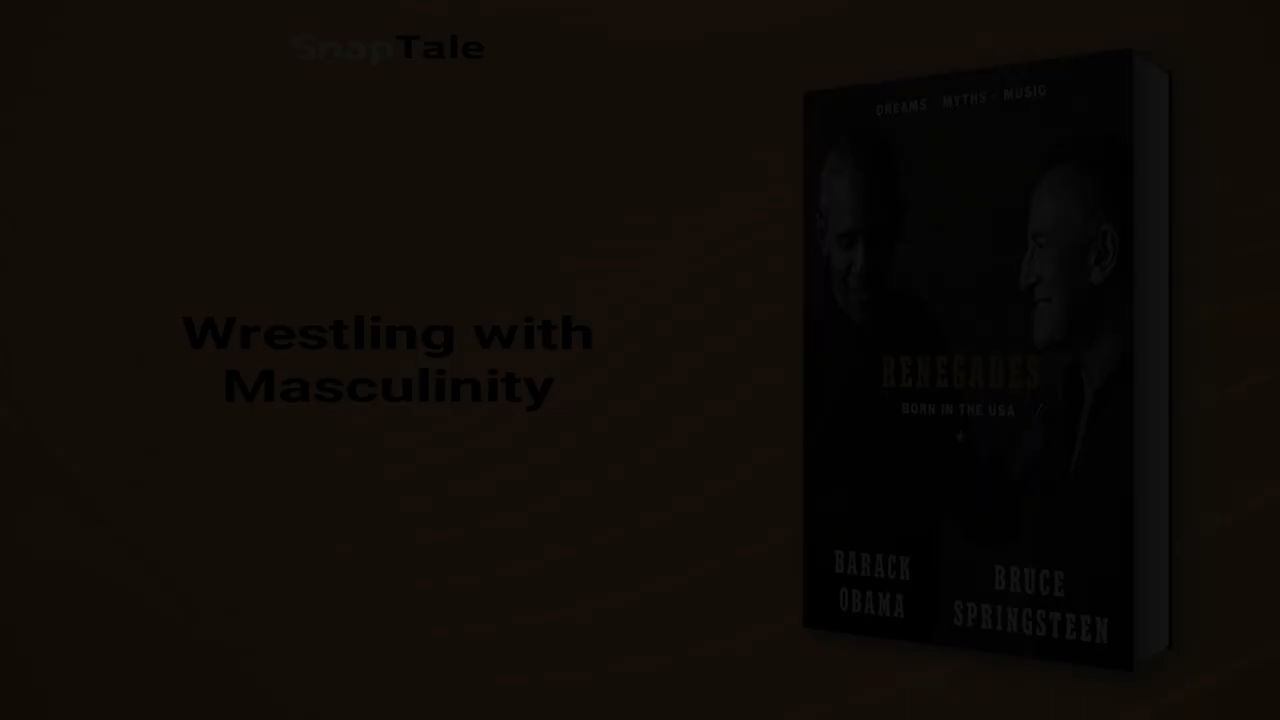 SnapTale
Wrestling with
Masculinity
DREAMS · MYTHS · MUSIC
RENEGADES
BORN IN THE USA
BARACK
OBAMA
BRUCE
SPRINGSTEEN